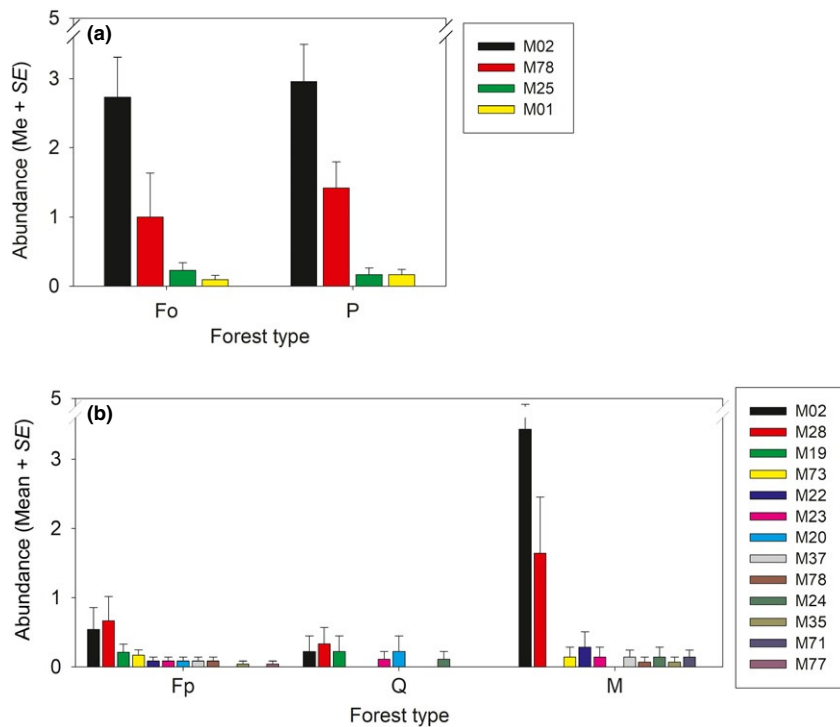 (a)
Abundance (Me + SE)
5
3
2
1
0
Fo P
Forest type
M02
M78
M25
M01
(b)
Abundance (Mean + SE)
5
3
2
1
0
Fp Q M
Forest type
M02
M28
M19
M73
M22
M23
M20
M37
M78
M24
M35
M71
M77